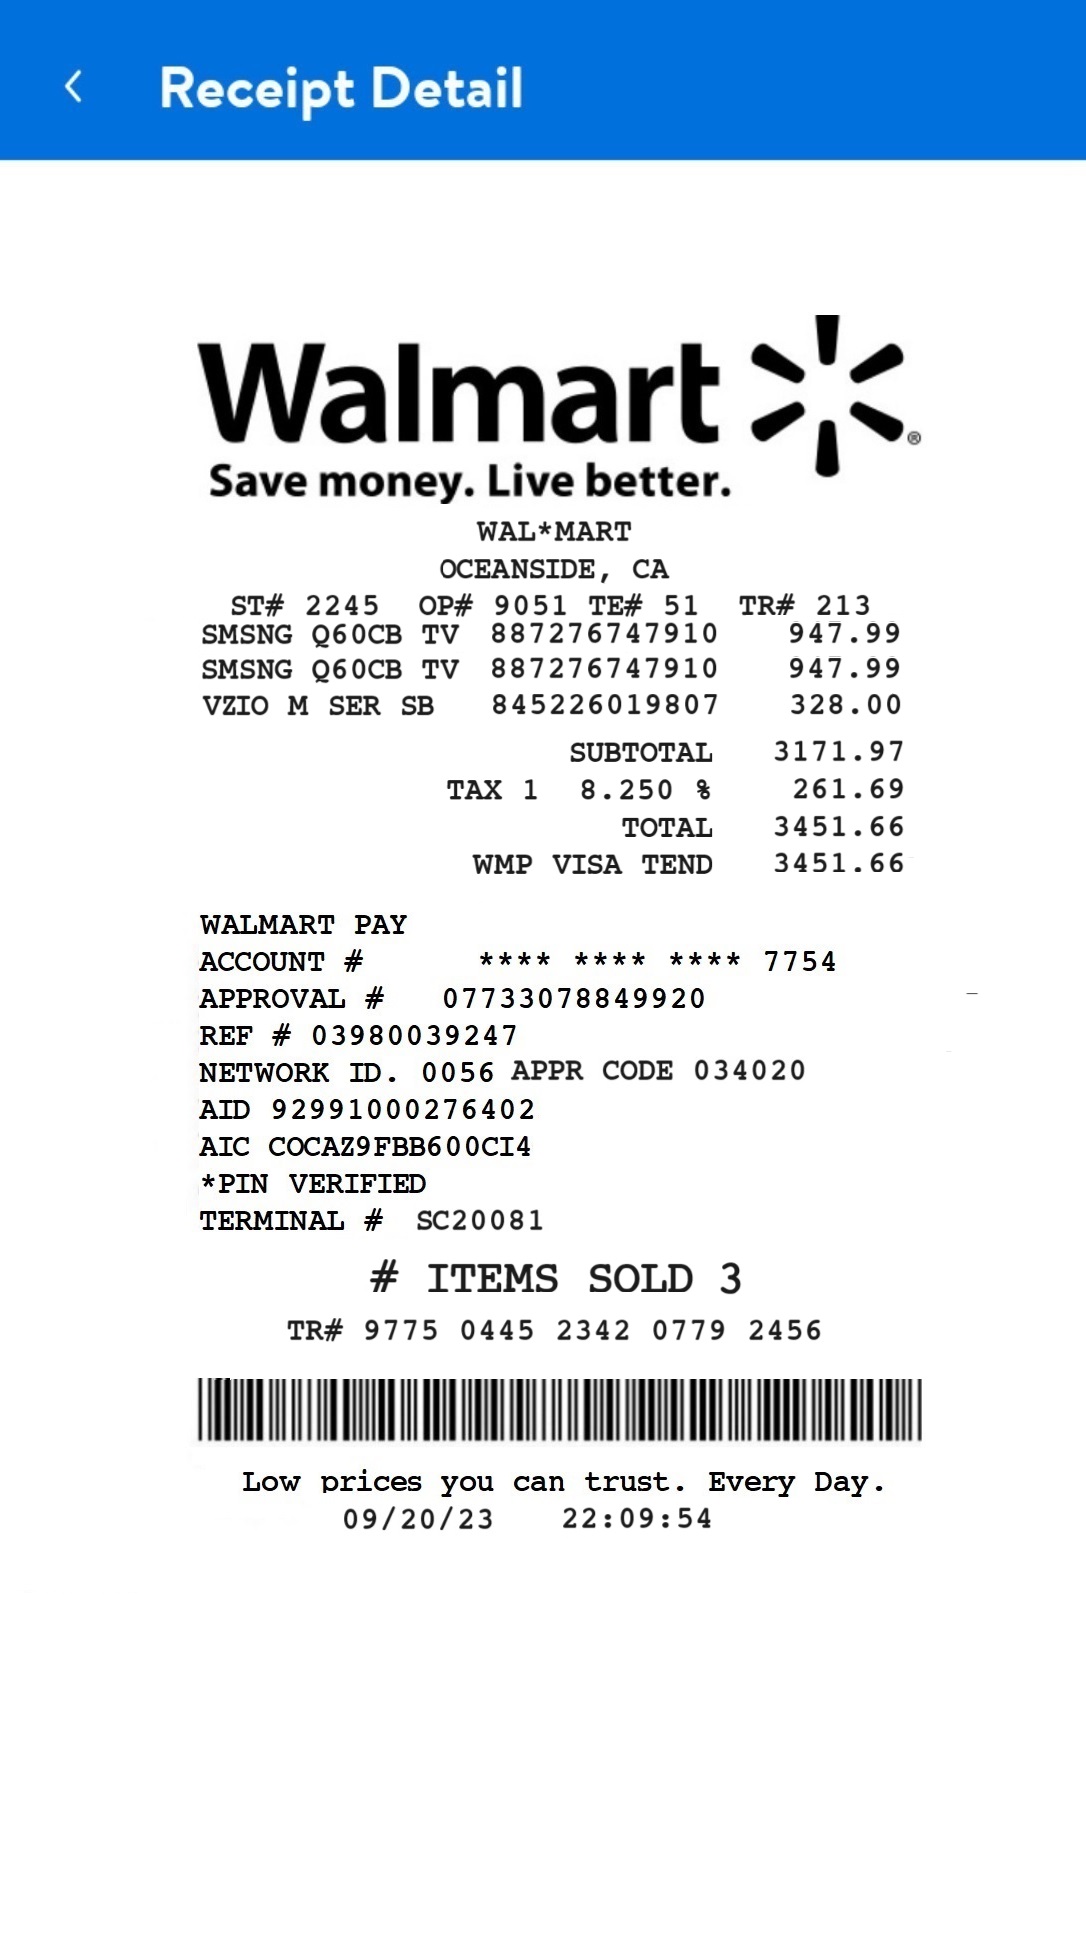 Receipt Detail
Walmart
Save money. Live better.
WAL*MART
OCEANSIDE, CA
ST# 2245 OP# 9051 TE# 51 TR# 213
SMSNG Q60CB TV 887276747910 947.99
SMSNG Q60CB TV 887276747910 947.99
VZIO M SER SB 845226019807 328.00
SUBTOTAL 3171.97
TAX 1 8.250 % 261.69
TOTAL 3451.66
WMP VISA TEND 3451.66
WALMART PAY
ACCOUNT # **** **** **** 7754
APPROVAL # 07733078849920
REF # 03980039247
NETWORK ID. 0056 APPR CODE 034020
AID 92991000276402
AIC COCAZ9FBB600CI4
*PIN VERIFIED
TERMINAL # SC20081
# ITEMS SOLD 3
TR# 9775 0445 2342 0779 2456
Low prices you can trust. Every Day.
09/20/23 22:09:54